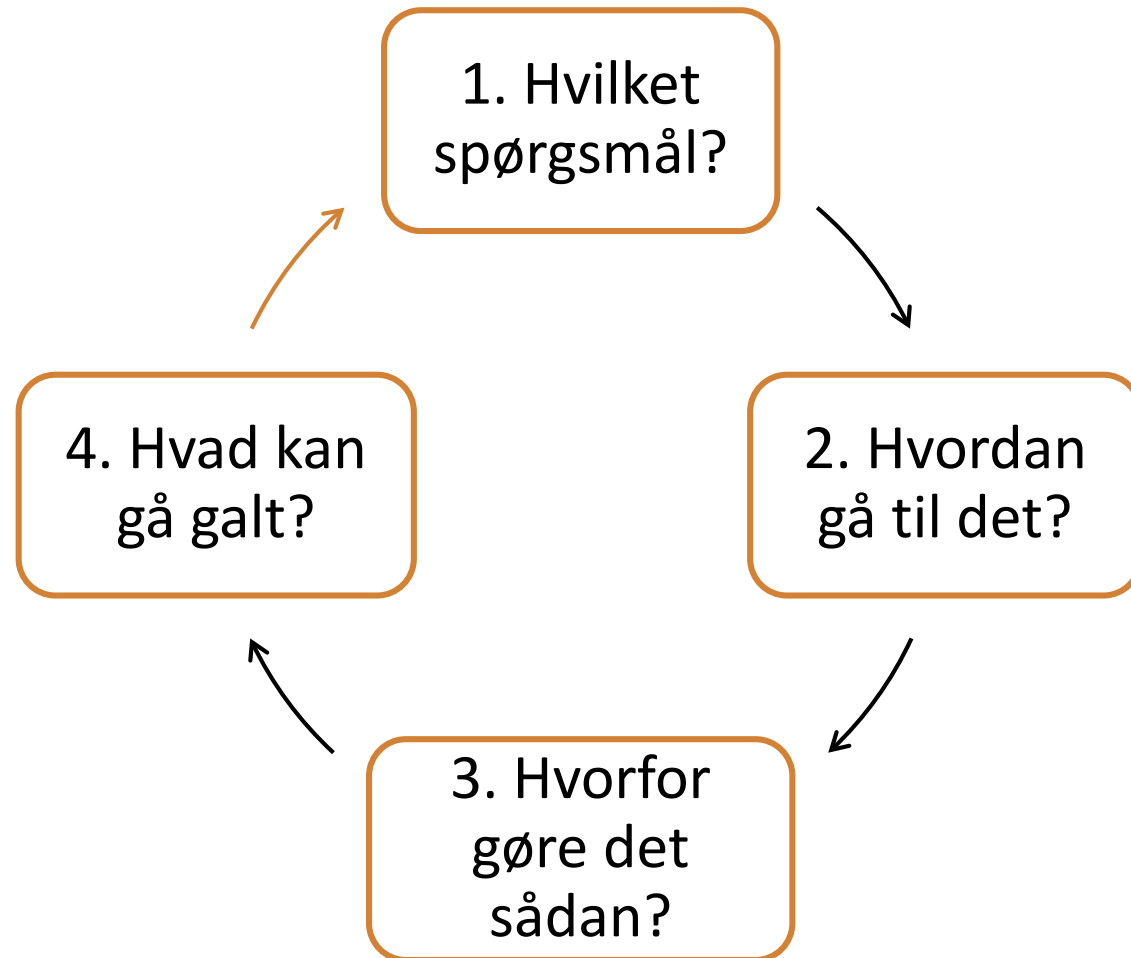 1. Hvilket
spørgsmål?
2. Hvordan
gå til det?
3. Hvorfor
gøre det
sådan?
4. Hvad kan
gå galt?